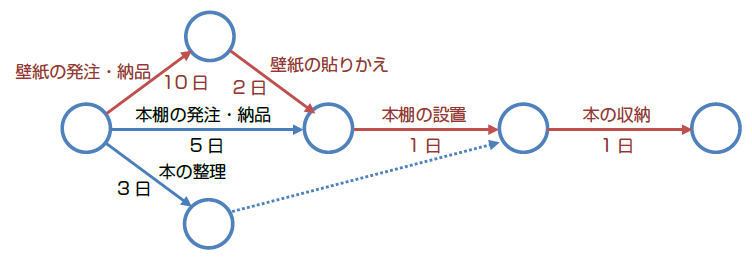 壁紙の発注・納品
10日
壁紙の貼りかえ
2日
本棚の発注・納品
5日
本棚の設置
1日
本の収納
1日
本の整理
3日